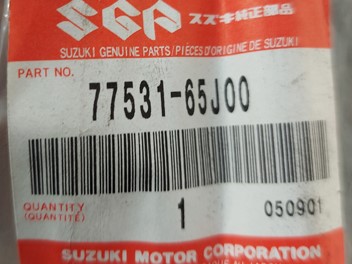 SGP スズキ純正部品
SUZUKI GENUINE PARTS/PIÈCES D'ORIGINE DE SUZUKI
PART NO.
77531-65J00
QUANTITY 1 050901
(QUANTITÉ)
SUZUKI MOTOR CORPORATION